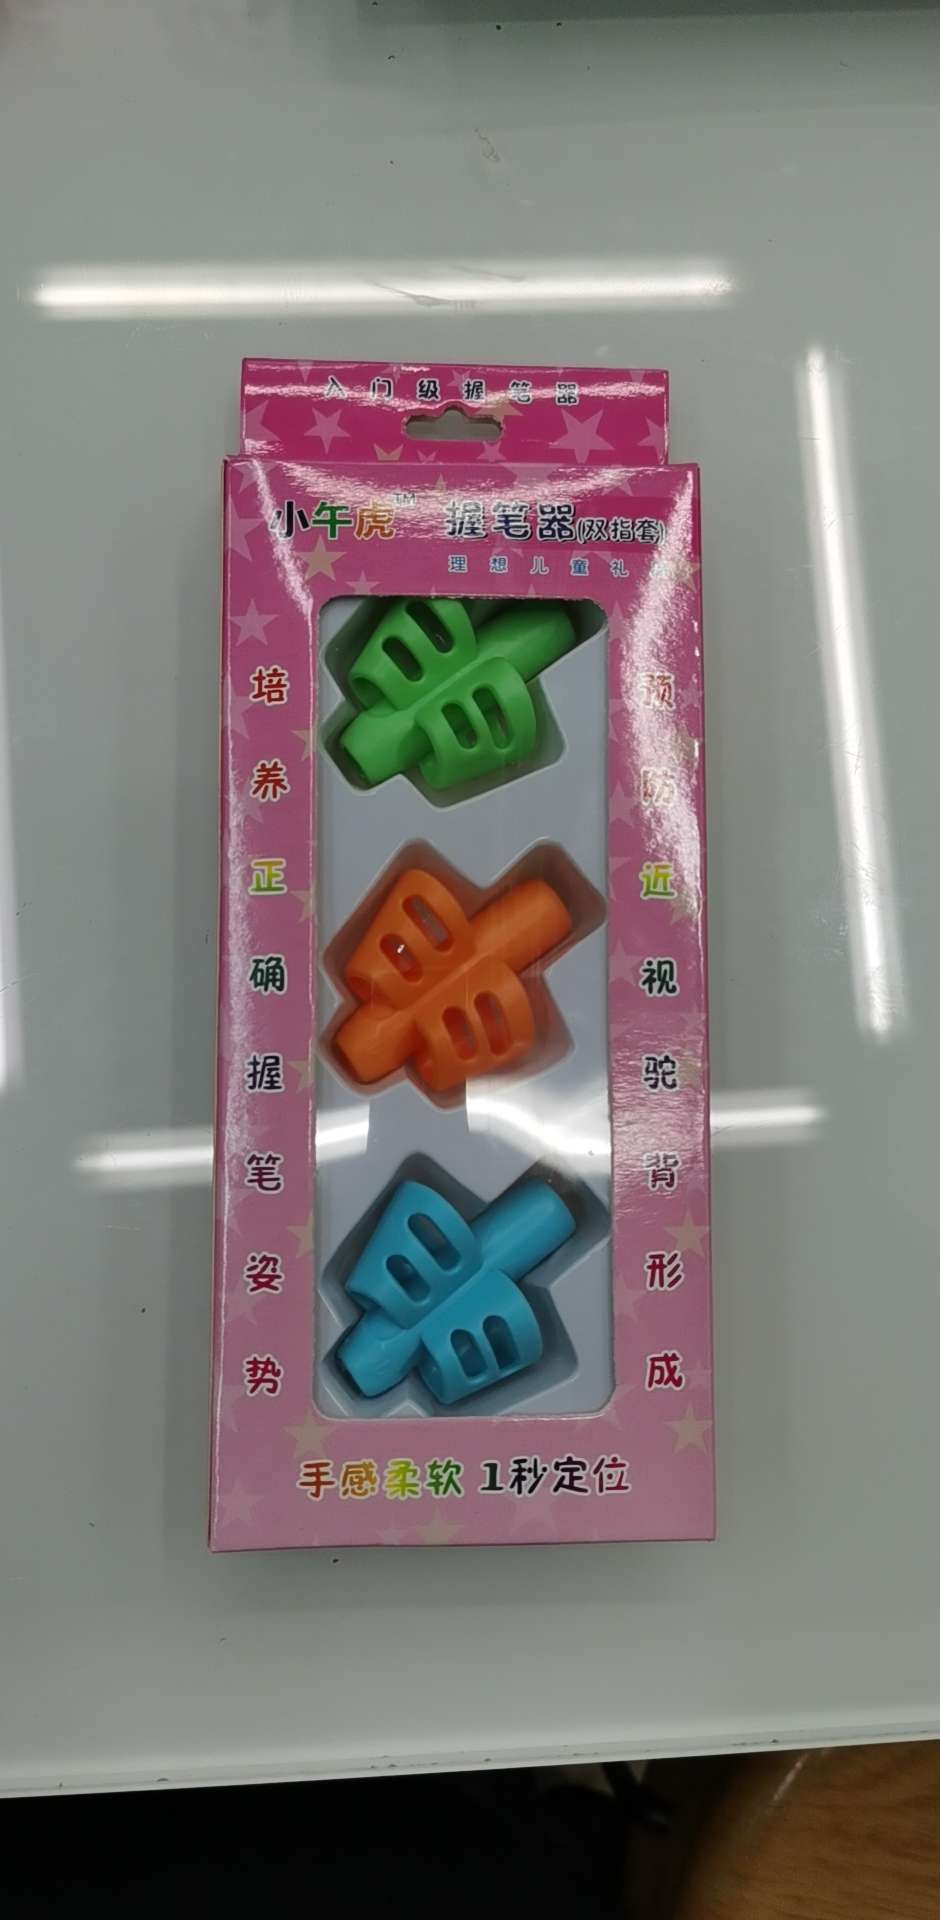 入门级握笔器
小午虎™ 握笔器(双指套)
理想儿童礼
培养正确握笔姿势
预防近视驼背形成
手感柔软 1秒定位